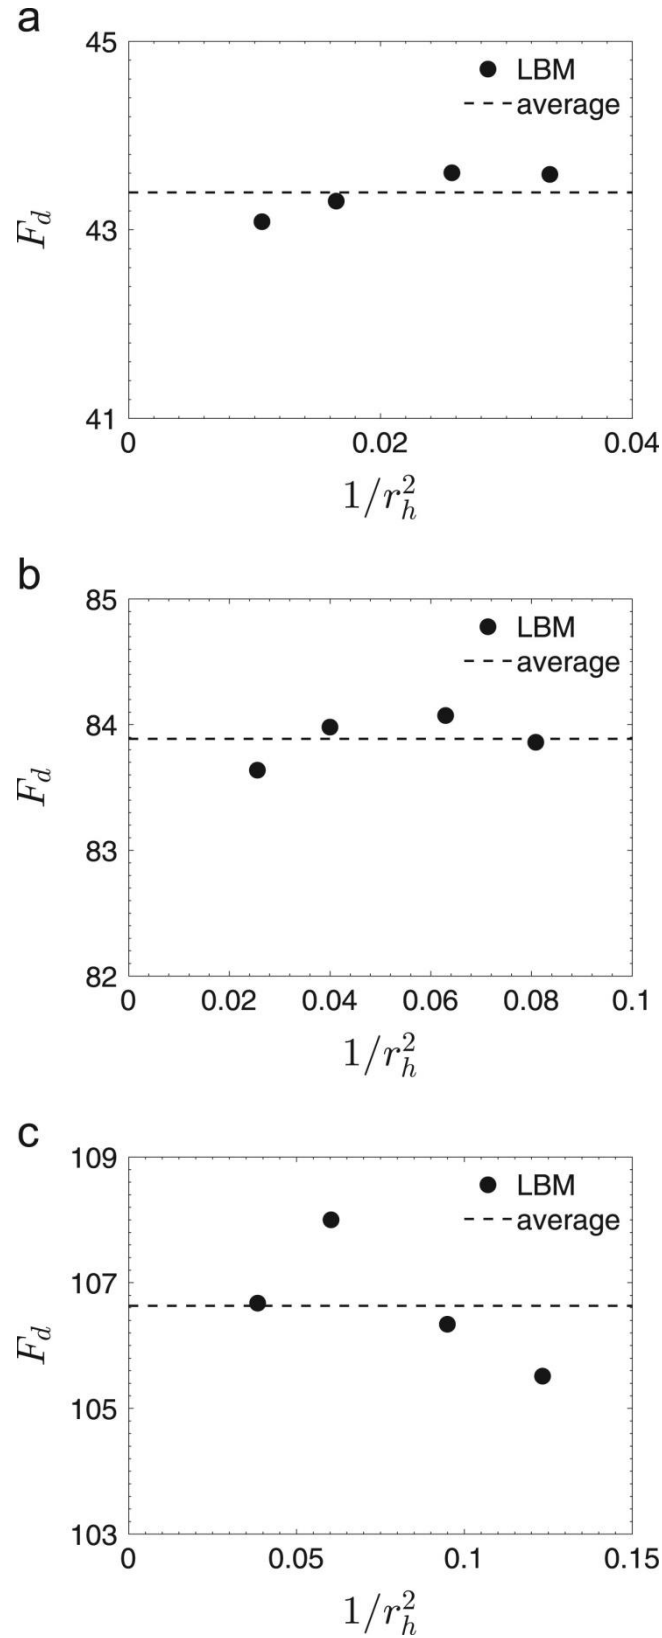 a
45
LBM
average
43
F_d
41
0 0.02 0.04
1/r_h^2
b
85
LBM
average
84
F_d
83
82
0 0.02 0.04 0.06 0.08 0.1
1/r_h^2
c
109
LBM
average
107
F_d
105
103
0 0.05 0.1 0.15
1/r_h^2